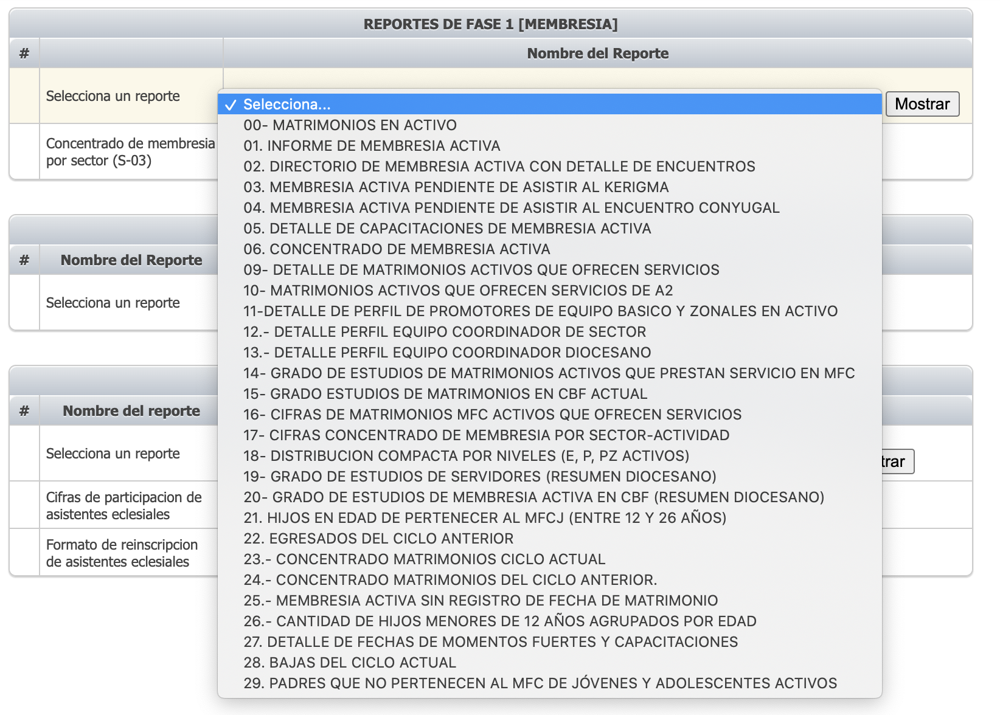 REPORTES DE FASE 1 [MEMBRESIA]
#
Nombre del Reporte
Selecciona un reporte
Mostrar
Concentrado de membresia
por sector (S-03)
✓ Selecciona...
00- MATRIMONIOS EN ACTIVO
01. INFORME DE MEMBRESIA ACTIVA
02. DIRECTORIO DE MEMBRESIA ACTIVA CON DETALLE DE ENCUENTROS
03. MEMBRESIA ACTIVA PENDIENTE DE ASISTIR AL KERIGMA
04. MEMBRESIA ACTIVA PENDIENTE DE ASISTIR AL ENCUENTRO CONYUGAL
05. DETALLE DE CAPACITACIONES DE MEMBRESIA ACTIVA
06. CONCENTRADO DE MEMBRESIA ACTIVA
09- DETALLE DE MATRIMONIOS ACTIVOS QUE OFRECEN SERVICIOS
10- MATRIMONIOS ACTIVOS QUE OFRECEN SERVICIOS DE A2
11-DETALLE DE PERFIL DE PROMOTORES DE EQUIPO BASICO Y ZONALES EN ACTIVO
12.- DETALLE PERFIL EQUIPO COORDINADOR DE SECTOR
13.- DETALLE PERFIL EQUIPO COORDINADOR DIOCESANO
14- GRADO DE ESTUDIOS DE MATRIMONIOS ACTIVOS QUE PRESTAN SERVICIO EN MFC
15- GRADO ESTUDIOS DE MATRIMONIOS EN CBF ACTUAL
16- CIFRAS DE MATRIMONIOS MFC ACTIVOS QUE OFRECEN SERVICIOS
17- CIFRAS CONCENTRADO DE MEMBRESIA POR SECTOR-ACTIVIDAD
18- DISTRIBUCION COMPACTA POR NIVELES (E, P, PZ ACTIVOS)
19- GRADO DE ESTUDIOS DE SERVIDORES (RESUMEN DIOCESANO)
20- GRADO DE ESTUDIOS DE MEMBRESIA ACTIVA EN CBF (RESUMEN DIOCESANO)
21. HIJOS EN EDAD DE PERTENECER AL MFCJ (ENTRE 12 Y 26 AÑOS)
22. EGRESADOS DEL CICLO ANTERIOR
23.- CONCENTRADO MATRIMONIOS CICLO ACTUAL
24.- CONCENTRADO MATRIMONIOS DEL CICLO ANTERIOR.
25.- MEMBRESIA ACTIVA SIN REGISTRO DE FECHA DE MATRIMONIO
26.- CANTIDAD DE HIJOS MENORES DE 12 AÑOS AGRUPADOS POR EDAD
27. DETALLE DE FECHAS DE MOMENTOS FUERTES Y CAPACITACIONES
28. BAJAS DEL CICLO ACTUAL
29. PADRES QUE NO PERTENECEN AL MFC DE JÓVENES Y ADOLESCENTES ACTIVOS
#
Nombre del Reporte
Selecciona un reporte
#
Nombre del reporte
Selecciona un reporte
trar
Cifras de participacion de
asistentes eclesiales
Formato de reinscripcion
de asistentes eclesiales